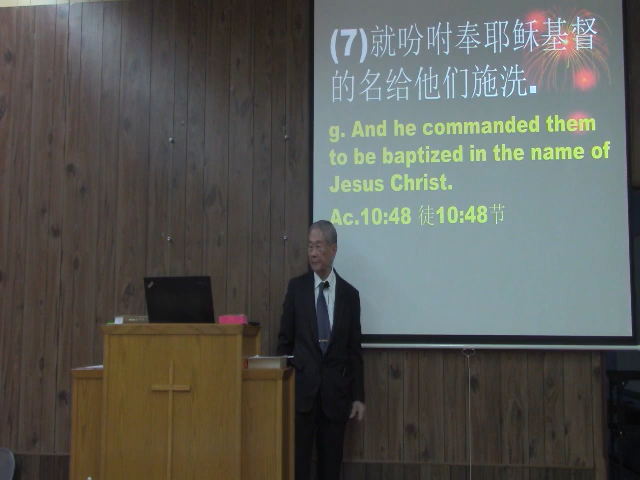 (7)就吩咐奉耶稣基督
的名给他们施洗.
g. And he commanded them
to be baptized in the name of
Jesus Christ.
Ac.10:48 徒10:48节